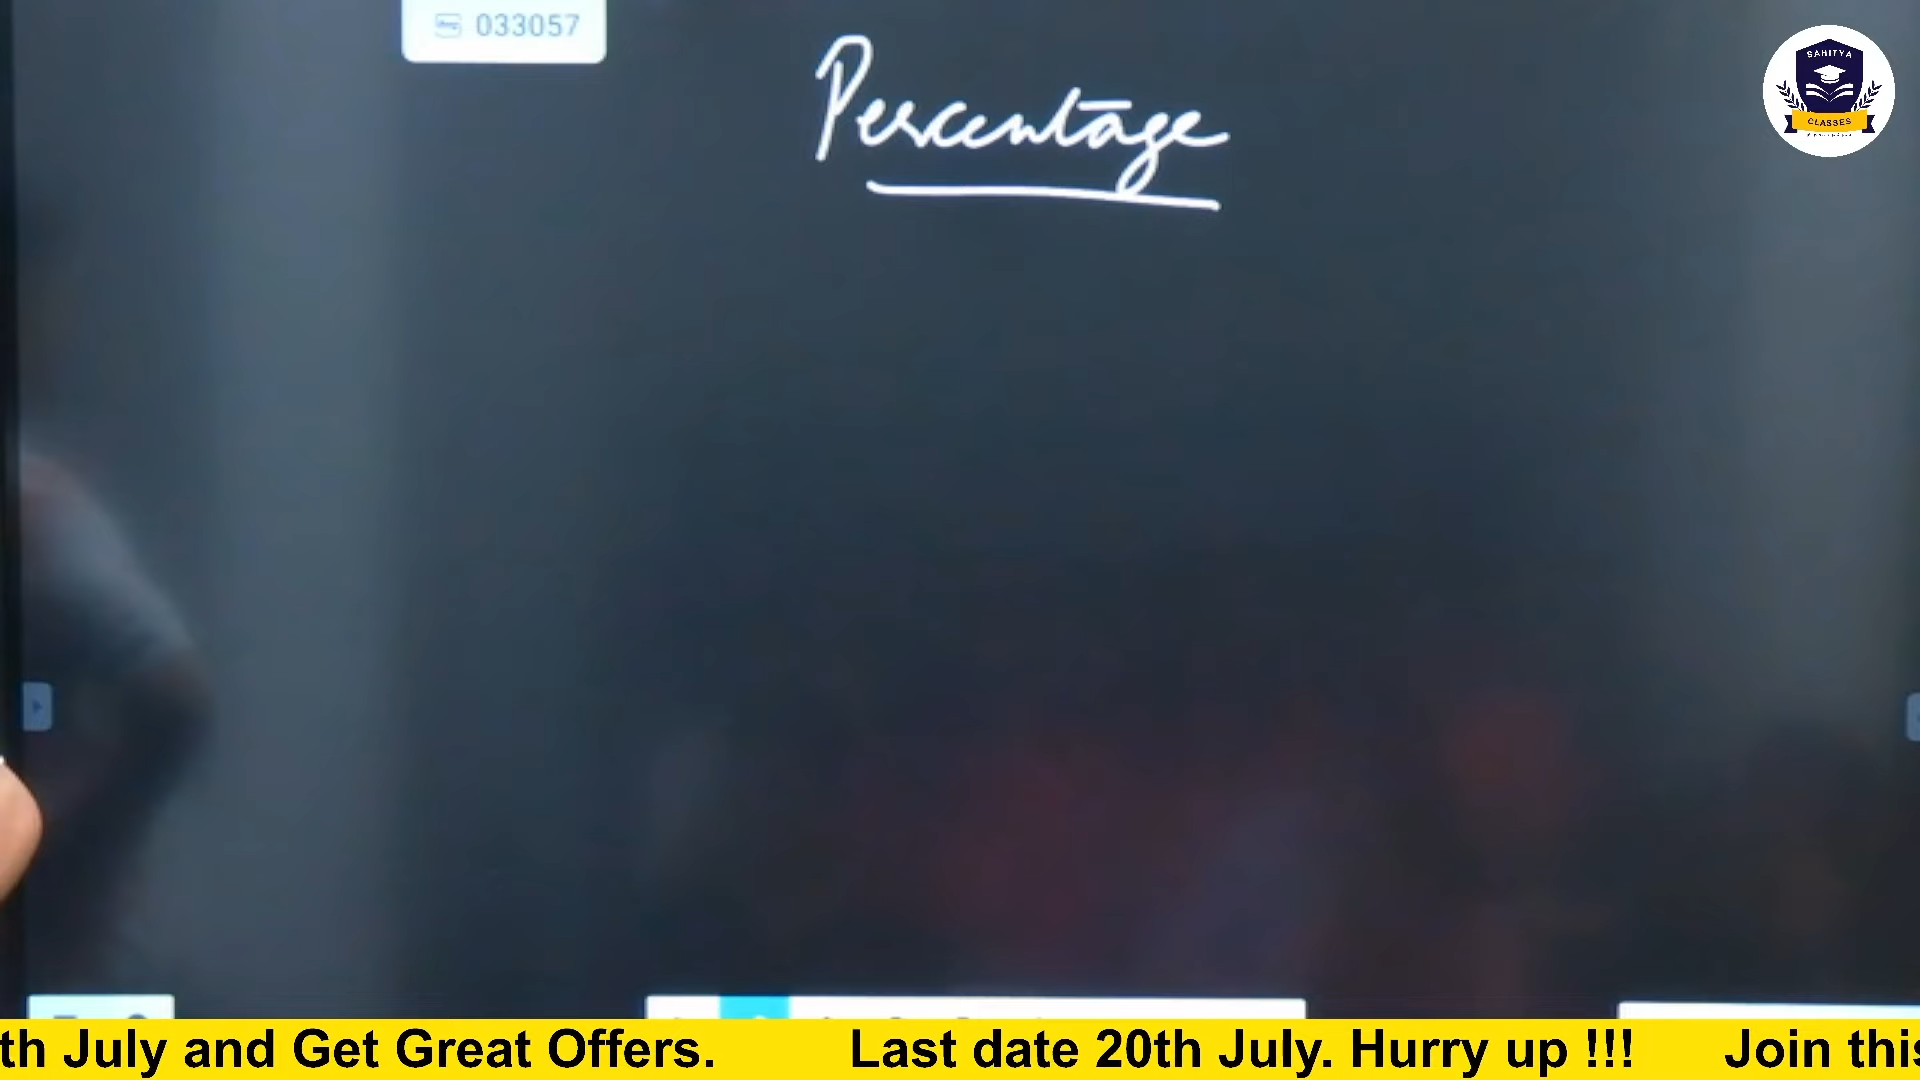 033057
Percentage
SAHITYA
CLASSES
th July and Get Great Offers. Last date 20th July. Hurry up !!! Join this